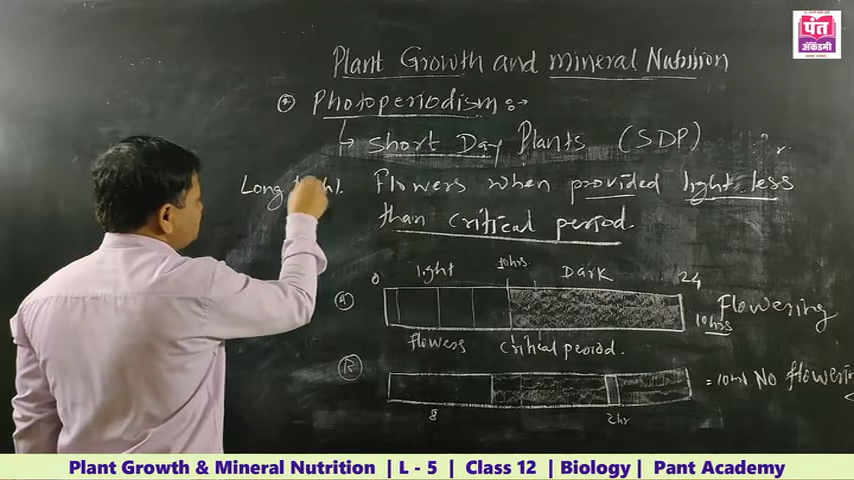 पंत
अॅकॅडमी
Plant Growth and mineral Nutrition
Photoperiodism :→
Short Day Plants (SDP)
Long
Flowers when provided light less
than critical period.
0 light 10hrs. Dark 24
A Flowering
10hrs
flowers Critical period.
B = 10hrs No flowering
8 2hr
Plant Growth & Mineral Nutrition | L - 5 | Class 12 | Biology | Pant Academy